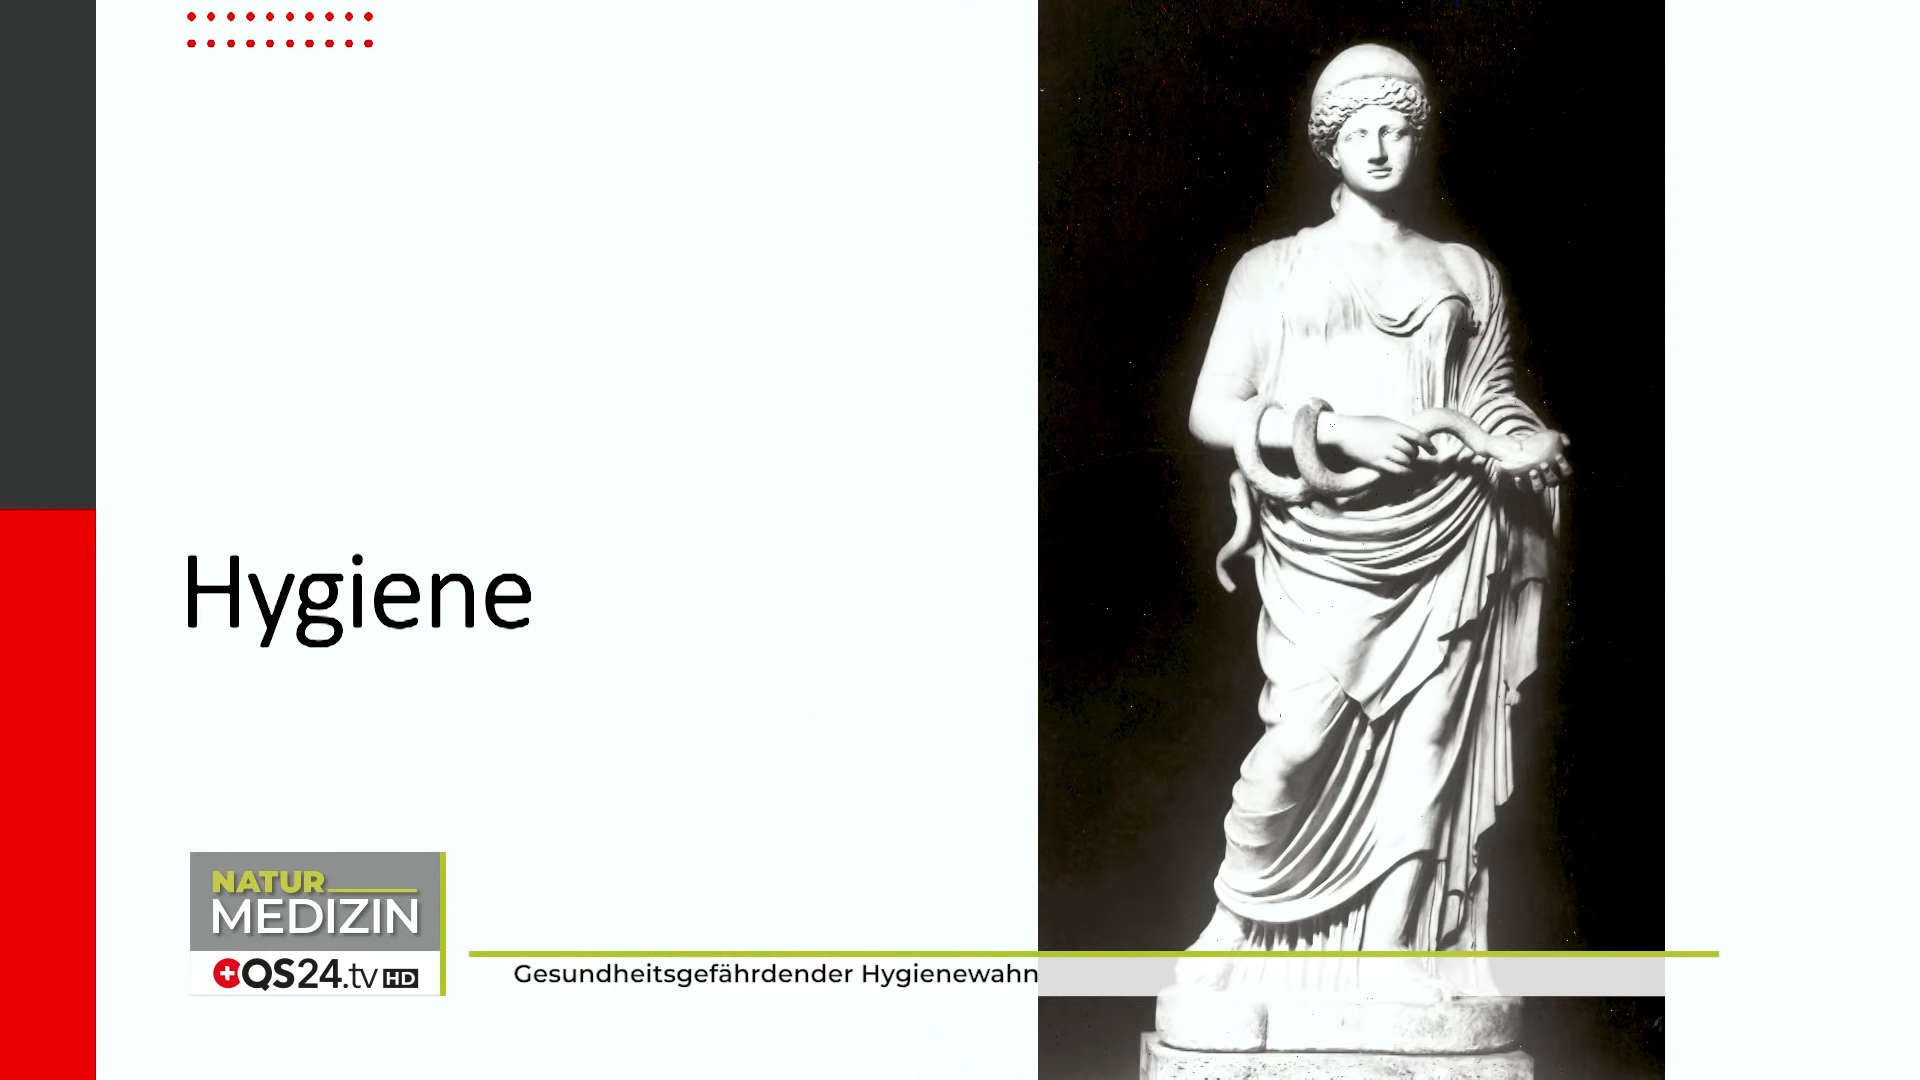 Hygiene
NATUR
MEDIZIN
QS24.tv HD
Gesundheitsgefährdender Hygienewahn